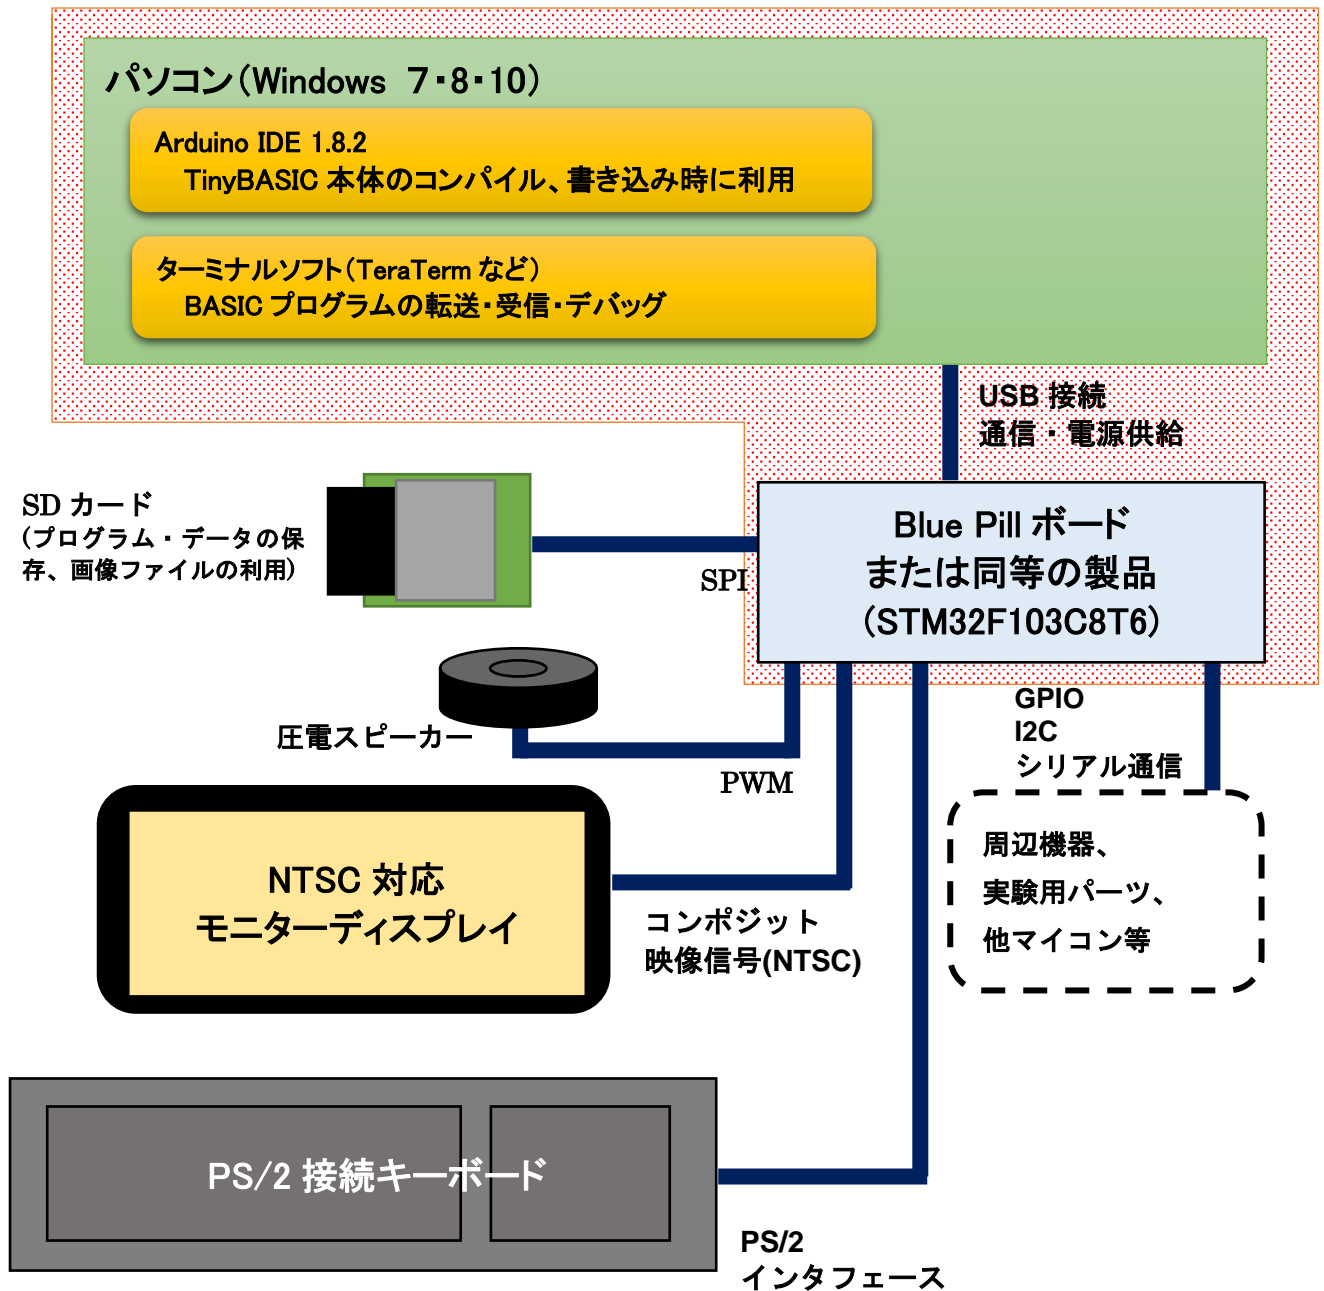 パソコン(Windows 7・8・10)
Arduino IDE 1.8.2
TinyBASIC 本体のコンパイル、書き込み時に利用
ターミナルソフト(TeraTerm など)
BASIC プログラムの転送・受信・デバッグ
USB 接続
通信・電源供給
SD カード
(プログラム・データの保
存、画像ファイルの利用)
SPI
Blue Pill ボード
または同等の製品
(STM32F103C8T6)
圧電スピーカー
PWM
GPIO
I2C
シリアル通信
周辺機器、
実験用パーツ、
他マイコン等
NTSC 対応
モニターディスプレイ
コンポジット
映像信号(NTSC)
PS/2 接続キーボード
PS/2
インタフェース